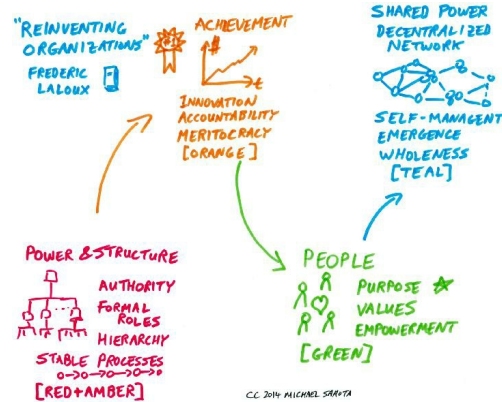 "REINVENTING
ORGANIZATIONS"
FREDERIC
LALOUX
ACHIEVEMENT
#1
$
t
INNOVATION
ACCOUNTABILITY
MERITOCRACY
[ORANGE]
SHARED POWER
DECENTRALIZED
NETWORK
SELF-MANAGEMENT
EMERGENCE
WHOLENESS
[TEAL]
POWER & STRUCTURE
AUTHORITY
FORMAL
ROLES
HIERARCHY
STABLE PROCESSES
[RED+AMBER]
PEOPLE
PURPOSE
VALUES
EMPOWERMENT
[GREEN]
CC 2014 MICHAEL SAHOTA